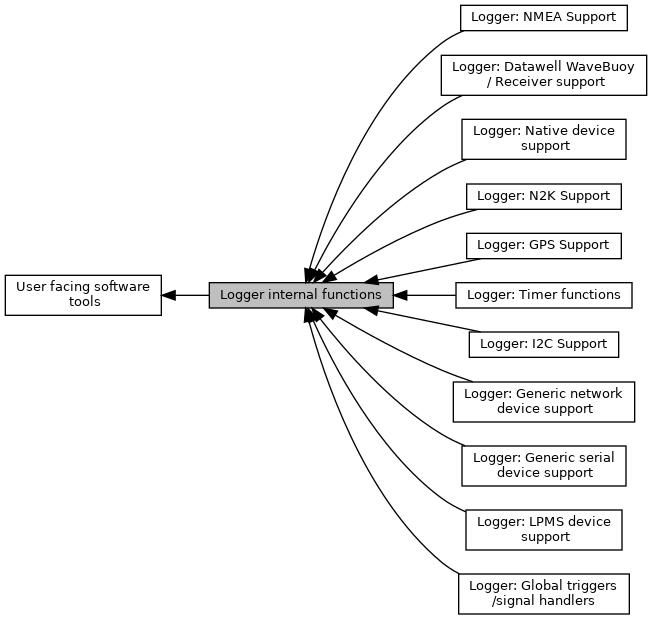 Logger: NMEA Support
Logger: Datawell WaveBuoy
/ Receiver support
Logger: Native device
support
Logger: N2K Support
Logger: GPS Support
User facing software
tools
Logger internal functions
Logger: Timer functions
Logger: I2C Support
Logger: Generic network
device support
Logger: Generic serial
device support
Logger: LPMS device
support
Logger: Global triggers
/signal handlers